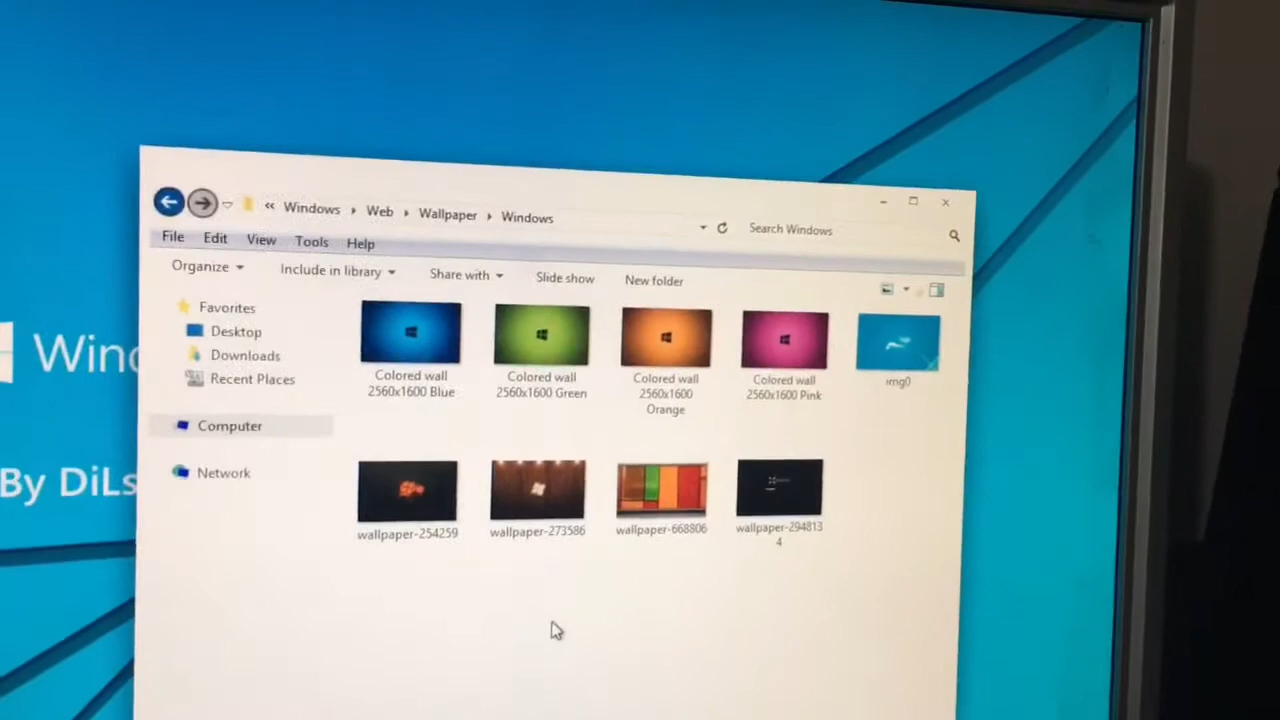 « Windows Web Wallpaper Windows
Search Windows
File Edit View Tools Help
Organize Include in library Share with Slide show New folder
Favorites
Desktop
Downloads
Recent Places
Computer
Network
Colored wall
2560x1600 Blue
Colored wall
2560x1600 Green
Colored wall
2560x1600
Orange
Colored wall
2560x1600 Pink
img0
wallpaper-254259
wallpaper-273586
wallpaper-668806
wallpaper-294813
4
Wind
By DiLs